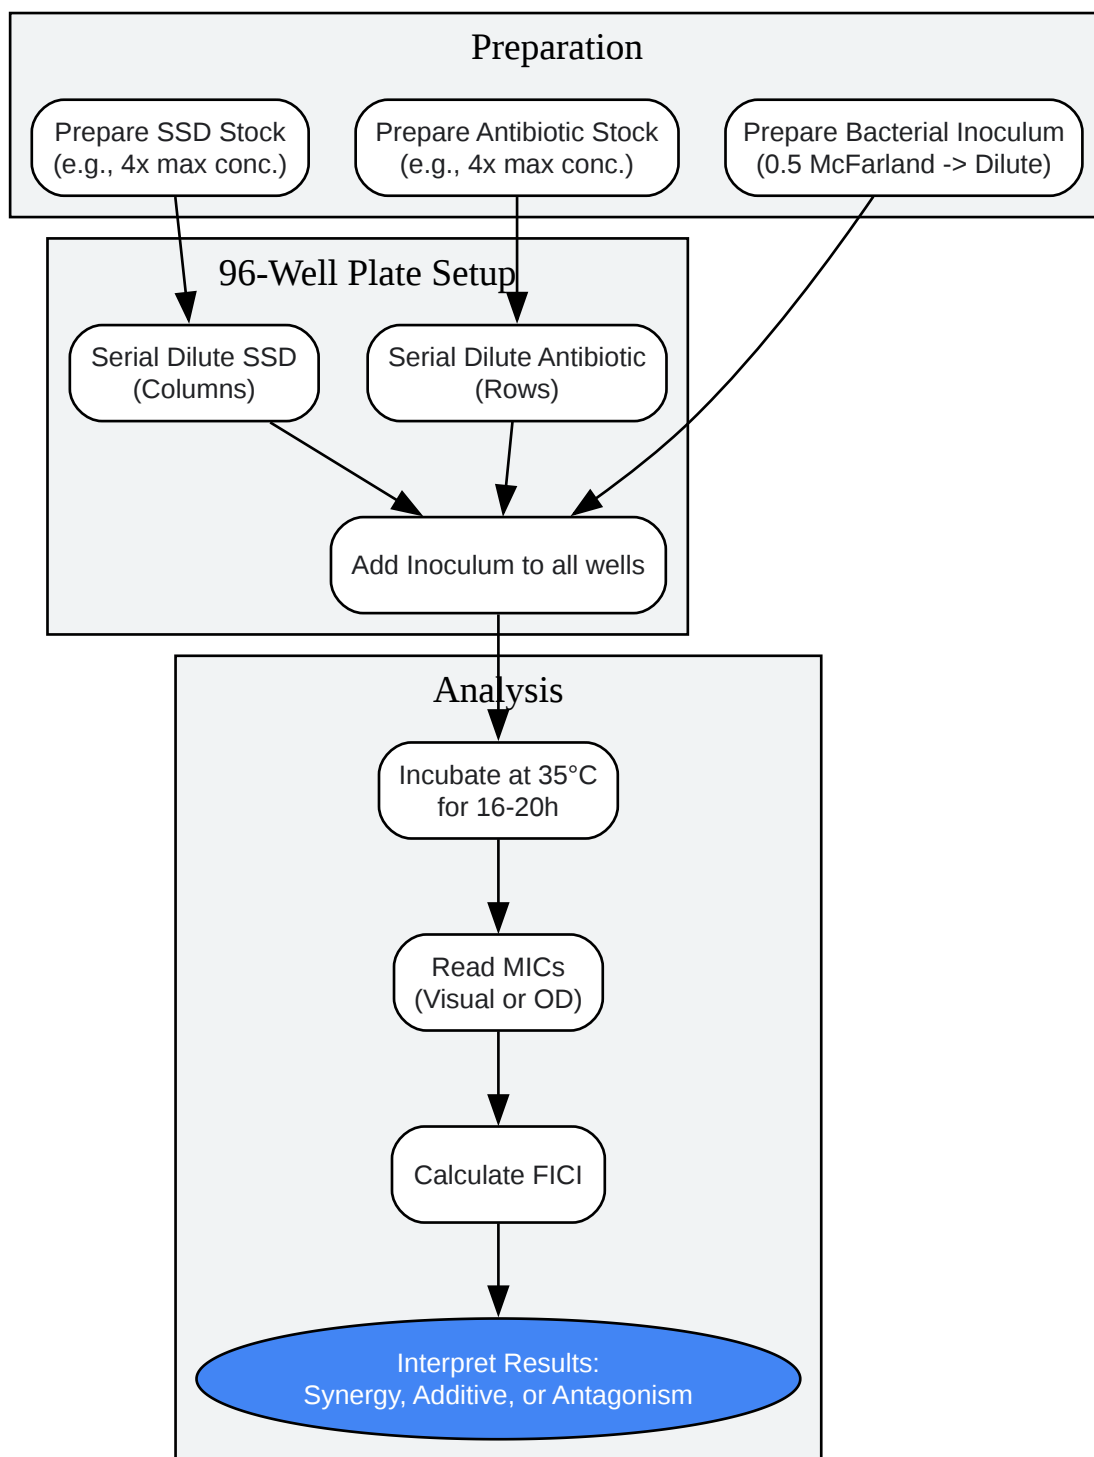 Preparation
Prepare SSD Stock
(e.g., 4x max conc.)
Prepare Antibiotic Stock
(e.g., 4x max conc.)
Prepare Bacterial Inoculum
(0.5 McFarland -> Dilute)
96-Well Plate Setup
Serial Dilute SSD
(Columns)
Serial Dilute Antibiotic
(Rows)
Add Inoculum to all wells
Analysis
Incubate at 35°C
for 16-20h
Read MICs
(Visual or OD)
Calculate FICI
Interpret Results:
Synergy, Additive, or Antagonism